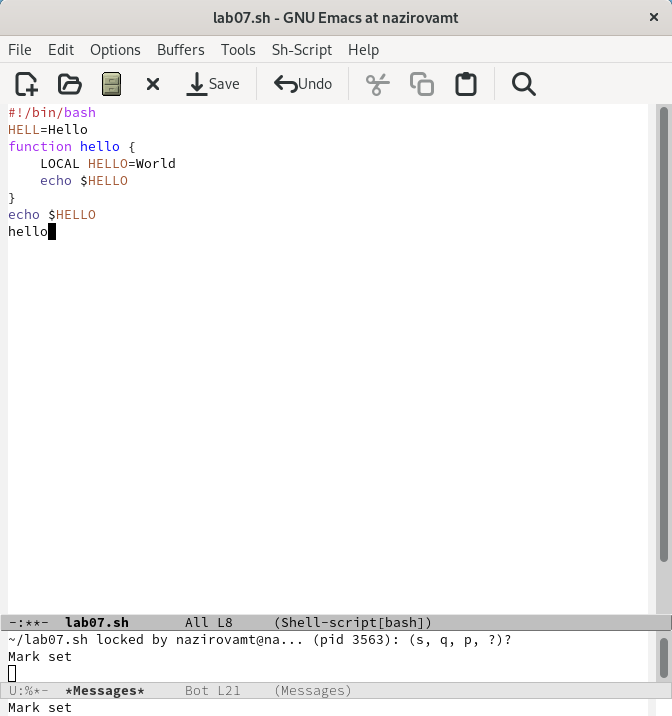 lab07.sh - GNU Emacs at nazirovamt
File Edit Options Buffers Tools Sh-Script Help
Save Undo
#!/bin/bash
HELL=Hello
function hello {
    LOCAL HELLO=World
    echo $HELLO
}
echo $HELLO
hello
-:**-  lab07.sh       All L8     (Shell-script[bash])
~/lab07.sh locked by nazirovamt@na... (pid 3563): (s, q, p, ?)?
Mark set
U:%*-  *Messages*     Bot L21    (Messages)
Mark set